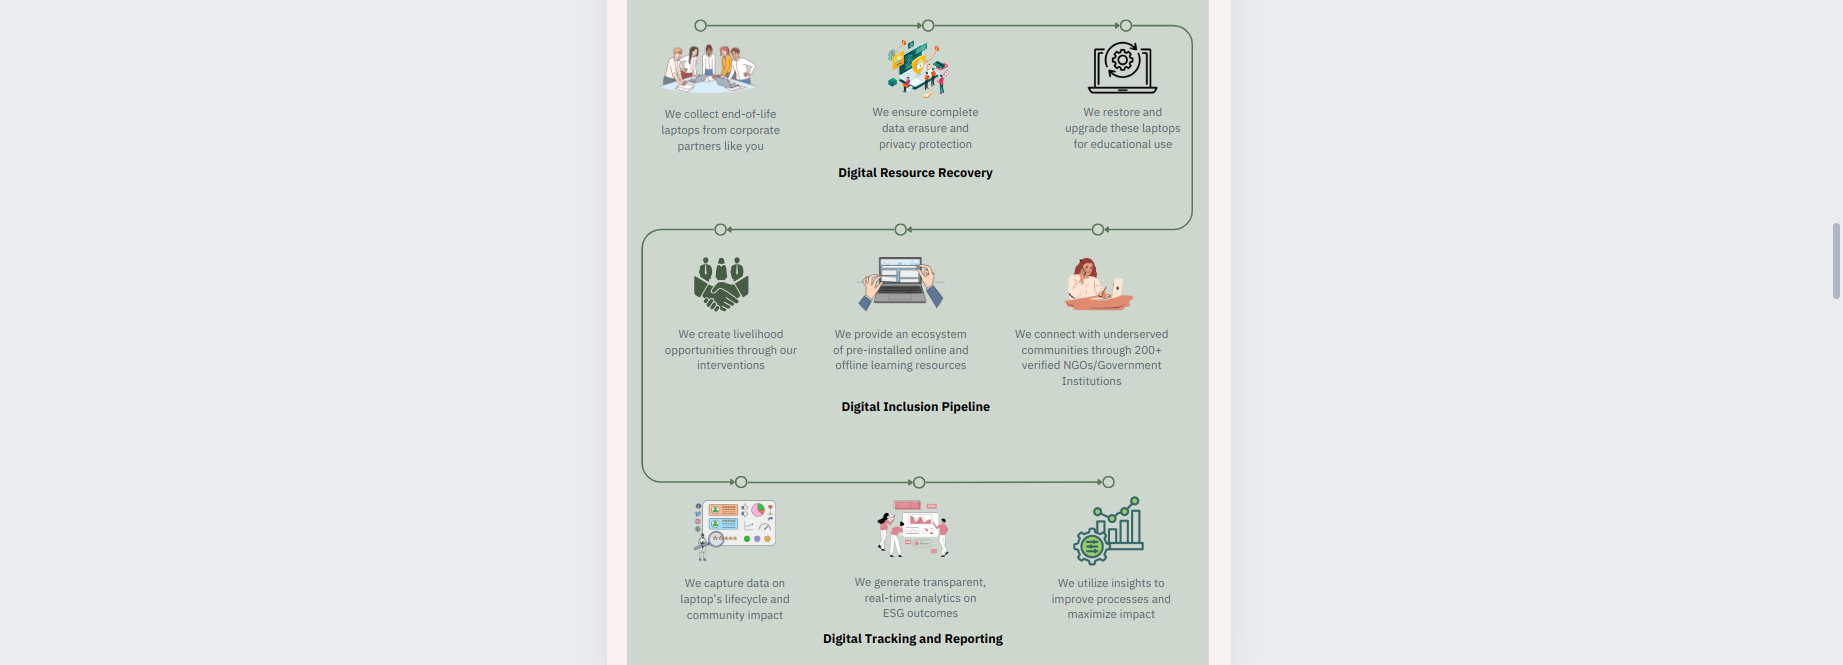 We collect end-of-life
laptops from corporate
partners like you
We ensure complete
data erasure and
privacy protection
We restore and
upgrade these laptops
for educational use
Digital Resource Recovery
We create livelihood
opportunities through our
interventions
We provide an ecosystem
of pre-installed online and
offline learning resources
We connect with underserved
communities through 200+
verified NGOs/Government
Institutions
Digital Inclusion Pipeline
We capture data on
laptop's lifecycle and
community impact
We generate transparent,
real-time analytics on
ESG outcomes
We utilize insights to
improve processes and
maximize impact
Digital Tracking and Reporting